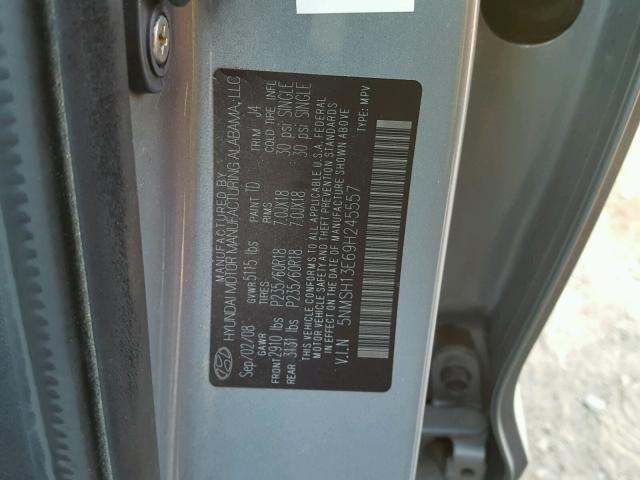 MANUFACTURED BY
HYUNDAI MOTOR MANUFACTURING ALABAMA, LLC
Sep/02/08 GVWR 5115 lbs PAINT TD TRIM J4
GAWR TIRES RIMS COLD TIRE INFL
FRONT 2910 lbs P235/60R18 7.00X18 30 psi SINGLE
REAR 3131 lbs P235/60R18 7.00X18 30 psi SINGLE
THIS VEHICLE CONFORMS TO ALL APPLICABLE U.S.A. FEDERAL
MOTOR VEHICLE SAFETY AND THEFT PREVENTION STANDARDS
IN EFFECT ON THE DATE OF MANUFACTURE SHOWN ABOVE
V.I.N 5NMSH13E69H245557 TYPE: MPV